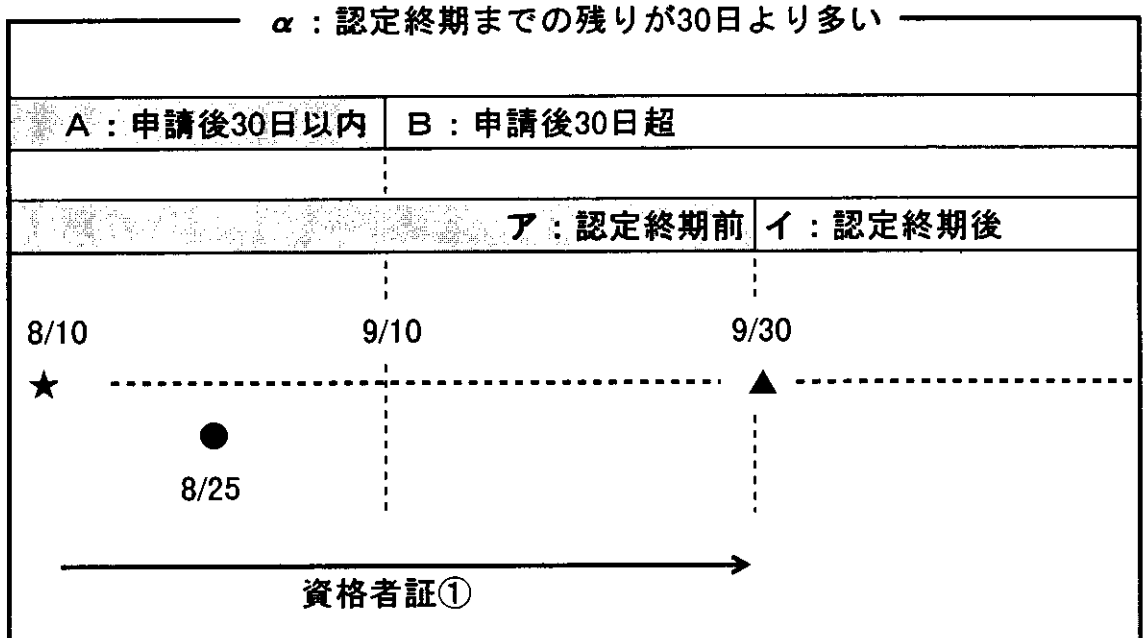 α：認定終期までの残りが30日より多い
A：申請後30日以内 B：申請後30日超
ア：認定終期前 イ：認定終期後
8/10 9/10 9/30
★ ▲
●
8/25
資格者証①